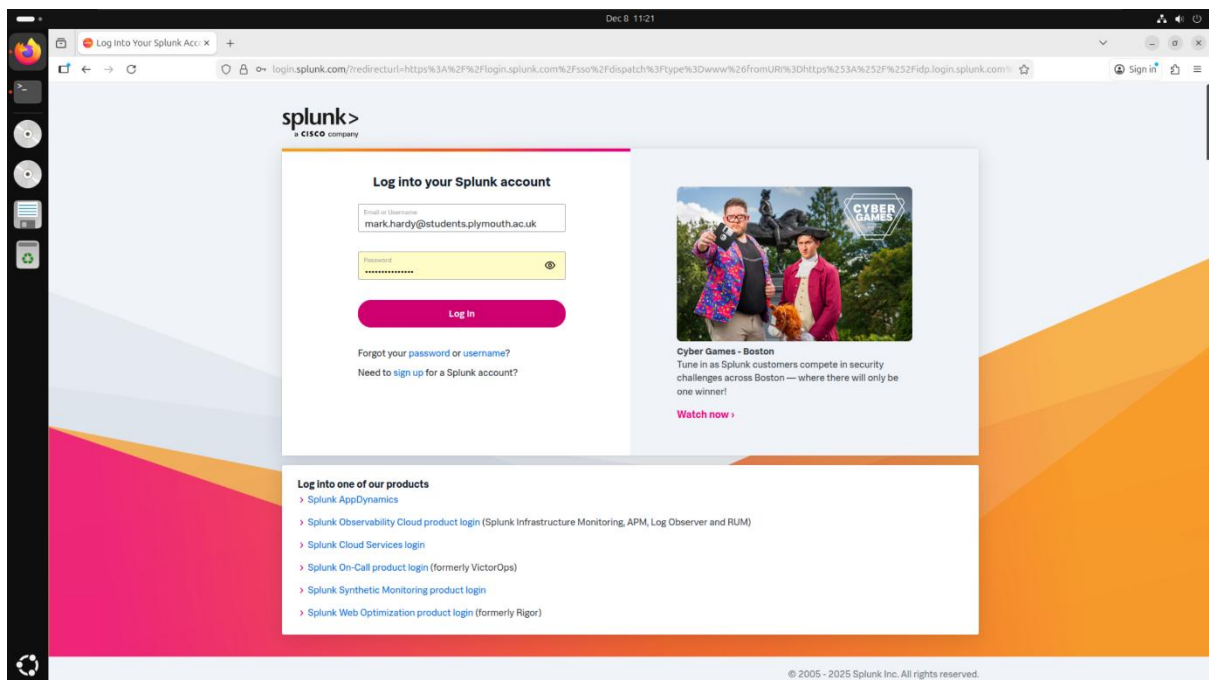 Dec 8 11:21
Log Into Your Splunk Acc
login.splunk.com/?redirecturl=https%3A%2F%2Flogin.splunk.com%2Fsso%2Fdispatch%3Ftype%3Dwww%26fromURI%3Dhttps%253A%252F%252Fidp.login.splunk.com
Sign in
splunk>
a CISCO company
Log into your Splunk account
Email or Username
mark.hardy@students.plymouth.ac.uk
Password
Log In
Forgot your password or username?
Need to sign up for a Splunk account?
CYBER
GAMES
Cyber Games - Boston
Tune in as Splunk customers compete in security
challenges across Boston — where there will only be
one winner!
Watch now ›
Log into one of our products
› Splunk AppDynamics
› Splunk Observability Cloud product login (Splunk Infrastructure Monitoring, APM, Log Observer and RUM)
› Splunk Cloud Services login
› Splunk On-Call product login (formerly VictorOps)
› Splunk Synthetic Monitoring product login
› Splunk Web Optimization product login (formerly Rigor)
© 2005 - 2025 Splunk Inc. All rights reserved.